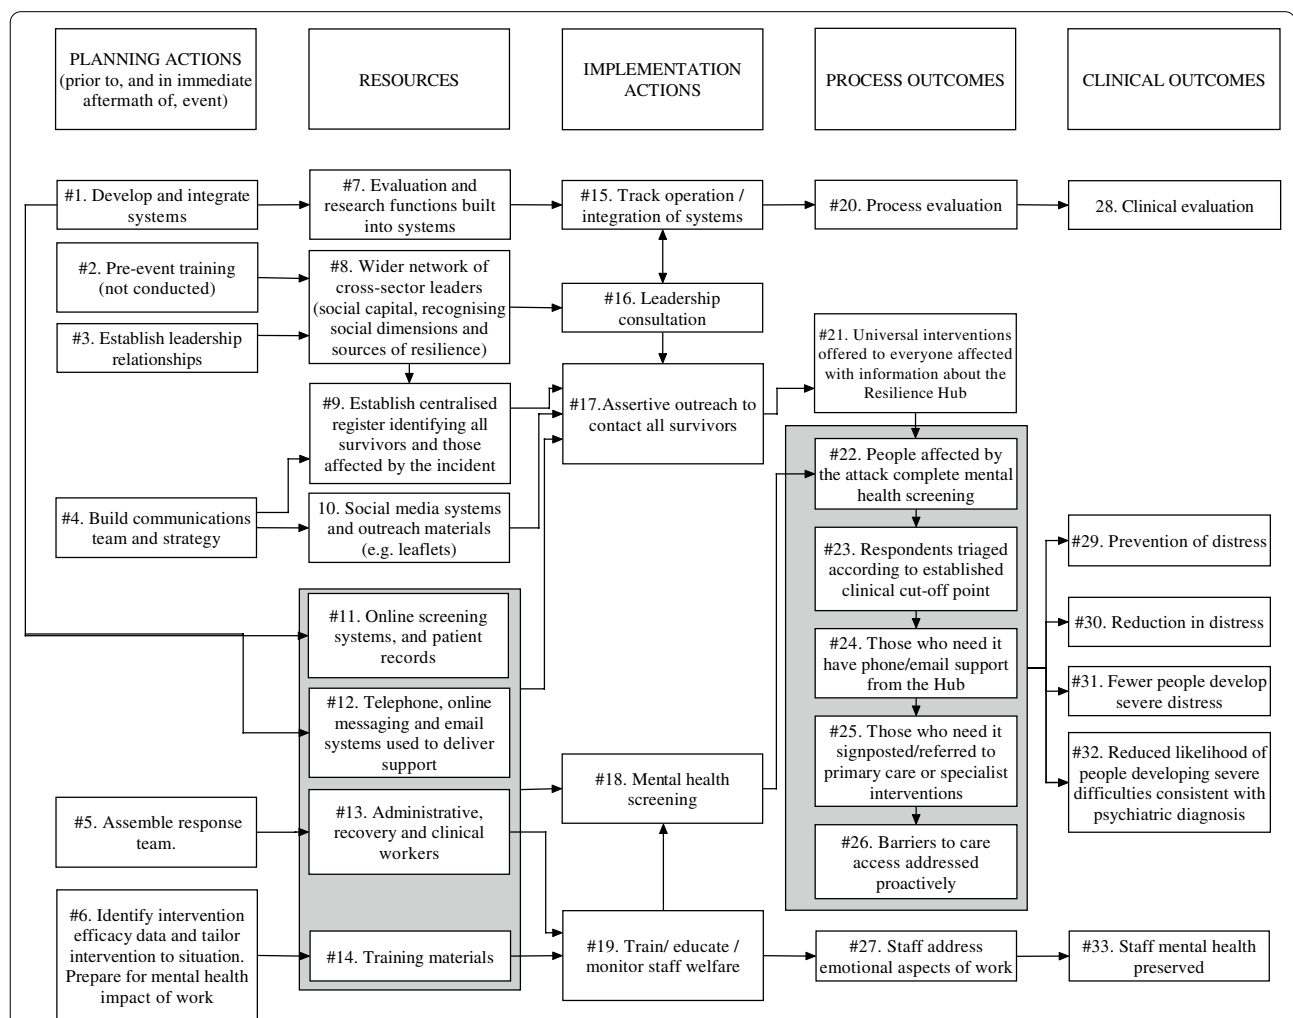 PLANNING ACTIONS
(prior to, and in immediate
aftermath of, event)
RESOURCES
IMPLEMENTATION
ACTIONS
PROCESS OUTCOMES
CLINICAL OUTCOMES
#1. Develop and integrate
systems
#7. Evaluation and
research functions built
into systems
#15. Track operation /
integration of systems
#20. Process evaluation
28. Clinical evaluation
#2. Pre-event training
(not conducted)
#3. Establish leadership
relationships
#8. Wider network of
cross-sector leaders
(social capital, recognising
social dimensions and
sources of resilience)
#16. Leadership
consultation
#21. Universal interventions
offered to everyone affected
with information about the
Resilience Hub
#9. Establish centralised
register identifying all
survivors and those
affected by the incident
#17.Assertive outreach to
contact all survivors
#22. People affected by
the attack complete mental
health screening
#4. Build communications
team and strategy
10. Social media systems
and outreach materials
(e.g. leaflets)
#23. Respondents triaged
according to established
clinical cut-off point
#29. Prevention of distress
#11. Online screening
systems, and patient
records
#24. Those who need it
have phone/email support
from the Hub
#30. Reduction in distress
#12. Telephone, online
messaging and email
systems used to deliver
support
#31. Fewer people develop
severe distress
#25. Those who need it
signposted/referred to
primary care or specialist
interventions
#32. Reduced likelihood of
people developing severe
difficulties consistent with
psychiatric diagnosis
#18. Mental health
screening
#5. Assemble response
team.
#13. Administrative,
recovery and clinical
workers
#26. Barriers to care
access addressed
proactively
#6. Identify intervention
efficacy data and tailor
intervention to situation.
Prepare for mental health
impact of work
#14. Training materials
#19. Train/ educate /
monitor staff welfare
#27. Staff address
emotional aspects of work
#33. Staff mental health
preserved